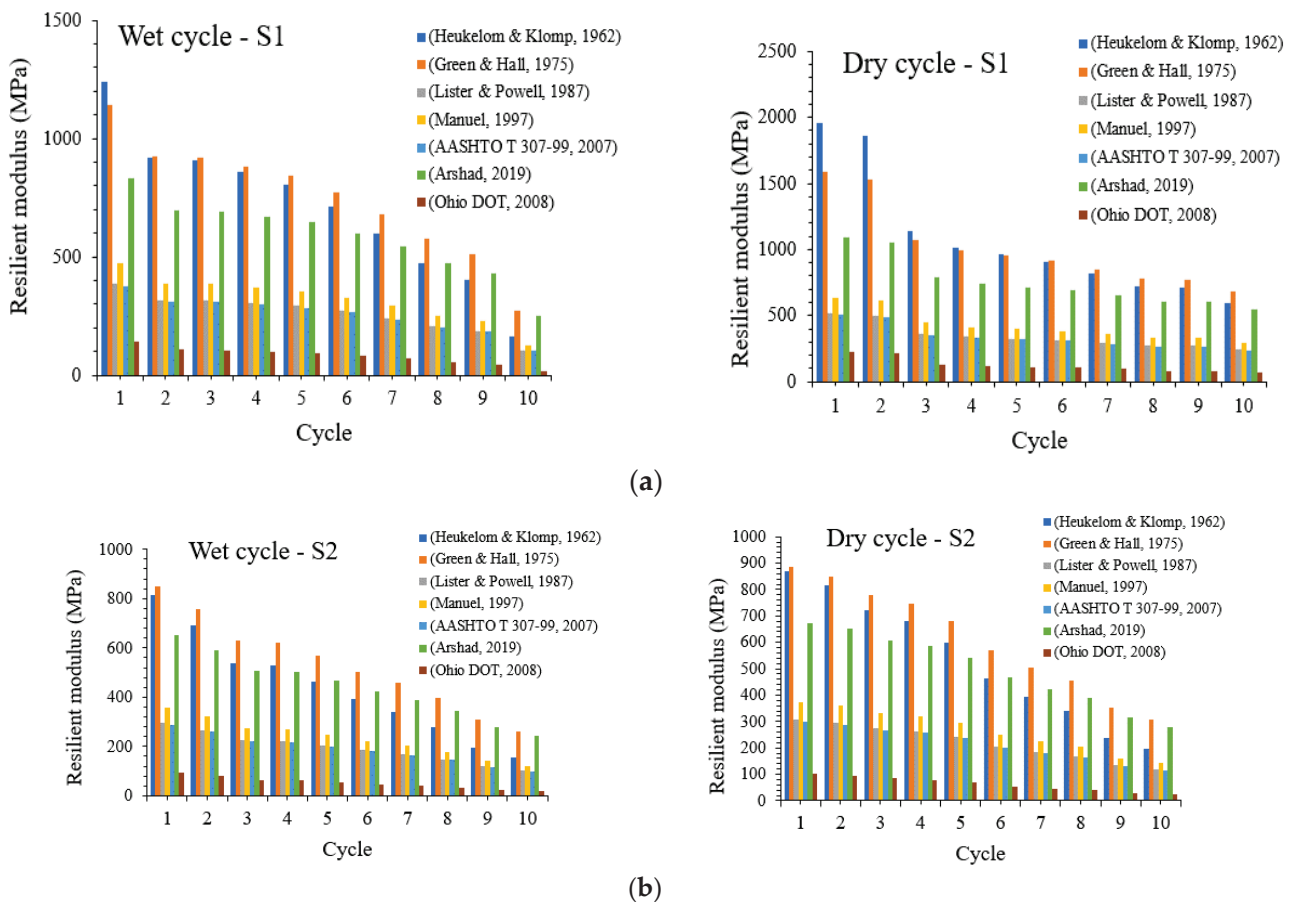 Wet cycle - S1
Resilient modulus (MPa)
1500
1000
500
0
(Heukelom & Klomp, 1962)
(Green & Hall, 1975)
(Lister & Powell, 1987)
(Manuel, 1997)
(AASHTO T 307-99, 2007)
(Arshad, 2019)
(Ohio DOT, 2008)
1 2 3 4 5 6 7 8 9 10
Cycle
Dry cycle - S1
Resilient modulus (MPa)
2500
2000
1500
1000
500
0
(Heukelom & Klomp, 1962)
(Green & Hall, 1975)
(Lister & Powell, 1987)
(Manuel, 1997)
(AASHTO T 307-99, 2007)
(Arshad, 2019)
(Ohio DOT, 2008)
1 2 3 4 5 6 7 8 9 10
Cycle
(a)
Wet cycle - S2
Resilient modulus (MPa)
1000
800
600
400
200
0
(Heukelom & Klomp, 1962)
(Green & Hall, 1975)
(Lister & Powell, 1987)
(Manuel, 1997)
(AASHTO T 307-99, 2007)
(Arshad, 2019)
(Ohio DOT, 2008)
1 2 3 4 5 6 7 8 9 10
Cycle
Dry cycle - S2
Resilient modulus (MPa)
1000
900
800
700
600
500
400
300
200
100
0
(Heukelom & Klomp, 1962)
(Green & Hall, 1975)
(Lister & Powell, 1987)
(Manuel, 1997)
(AASHTO T 307-99, 2007)
(Arshad, 2019)
(Ohio DOT, 2008)
1 2 3 4 5 6 7 8 9 10
Cycle
(b)